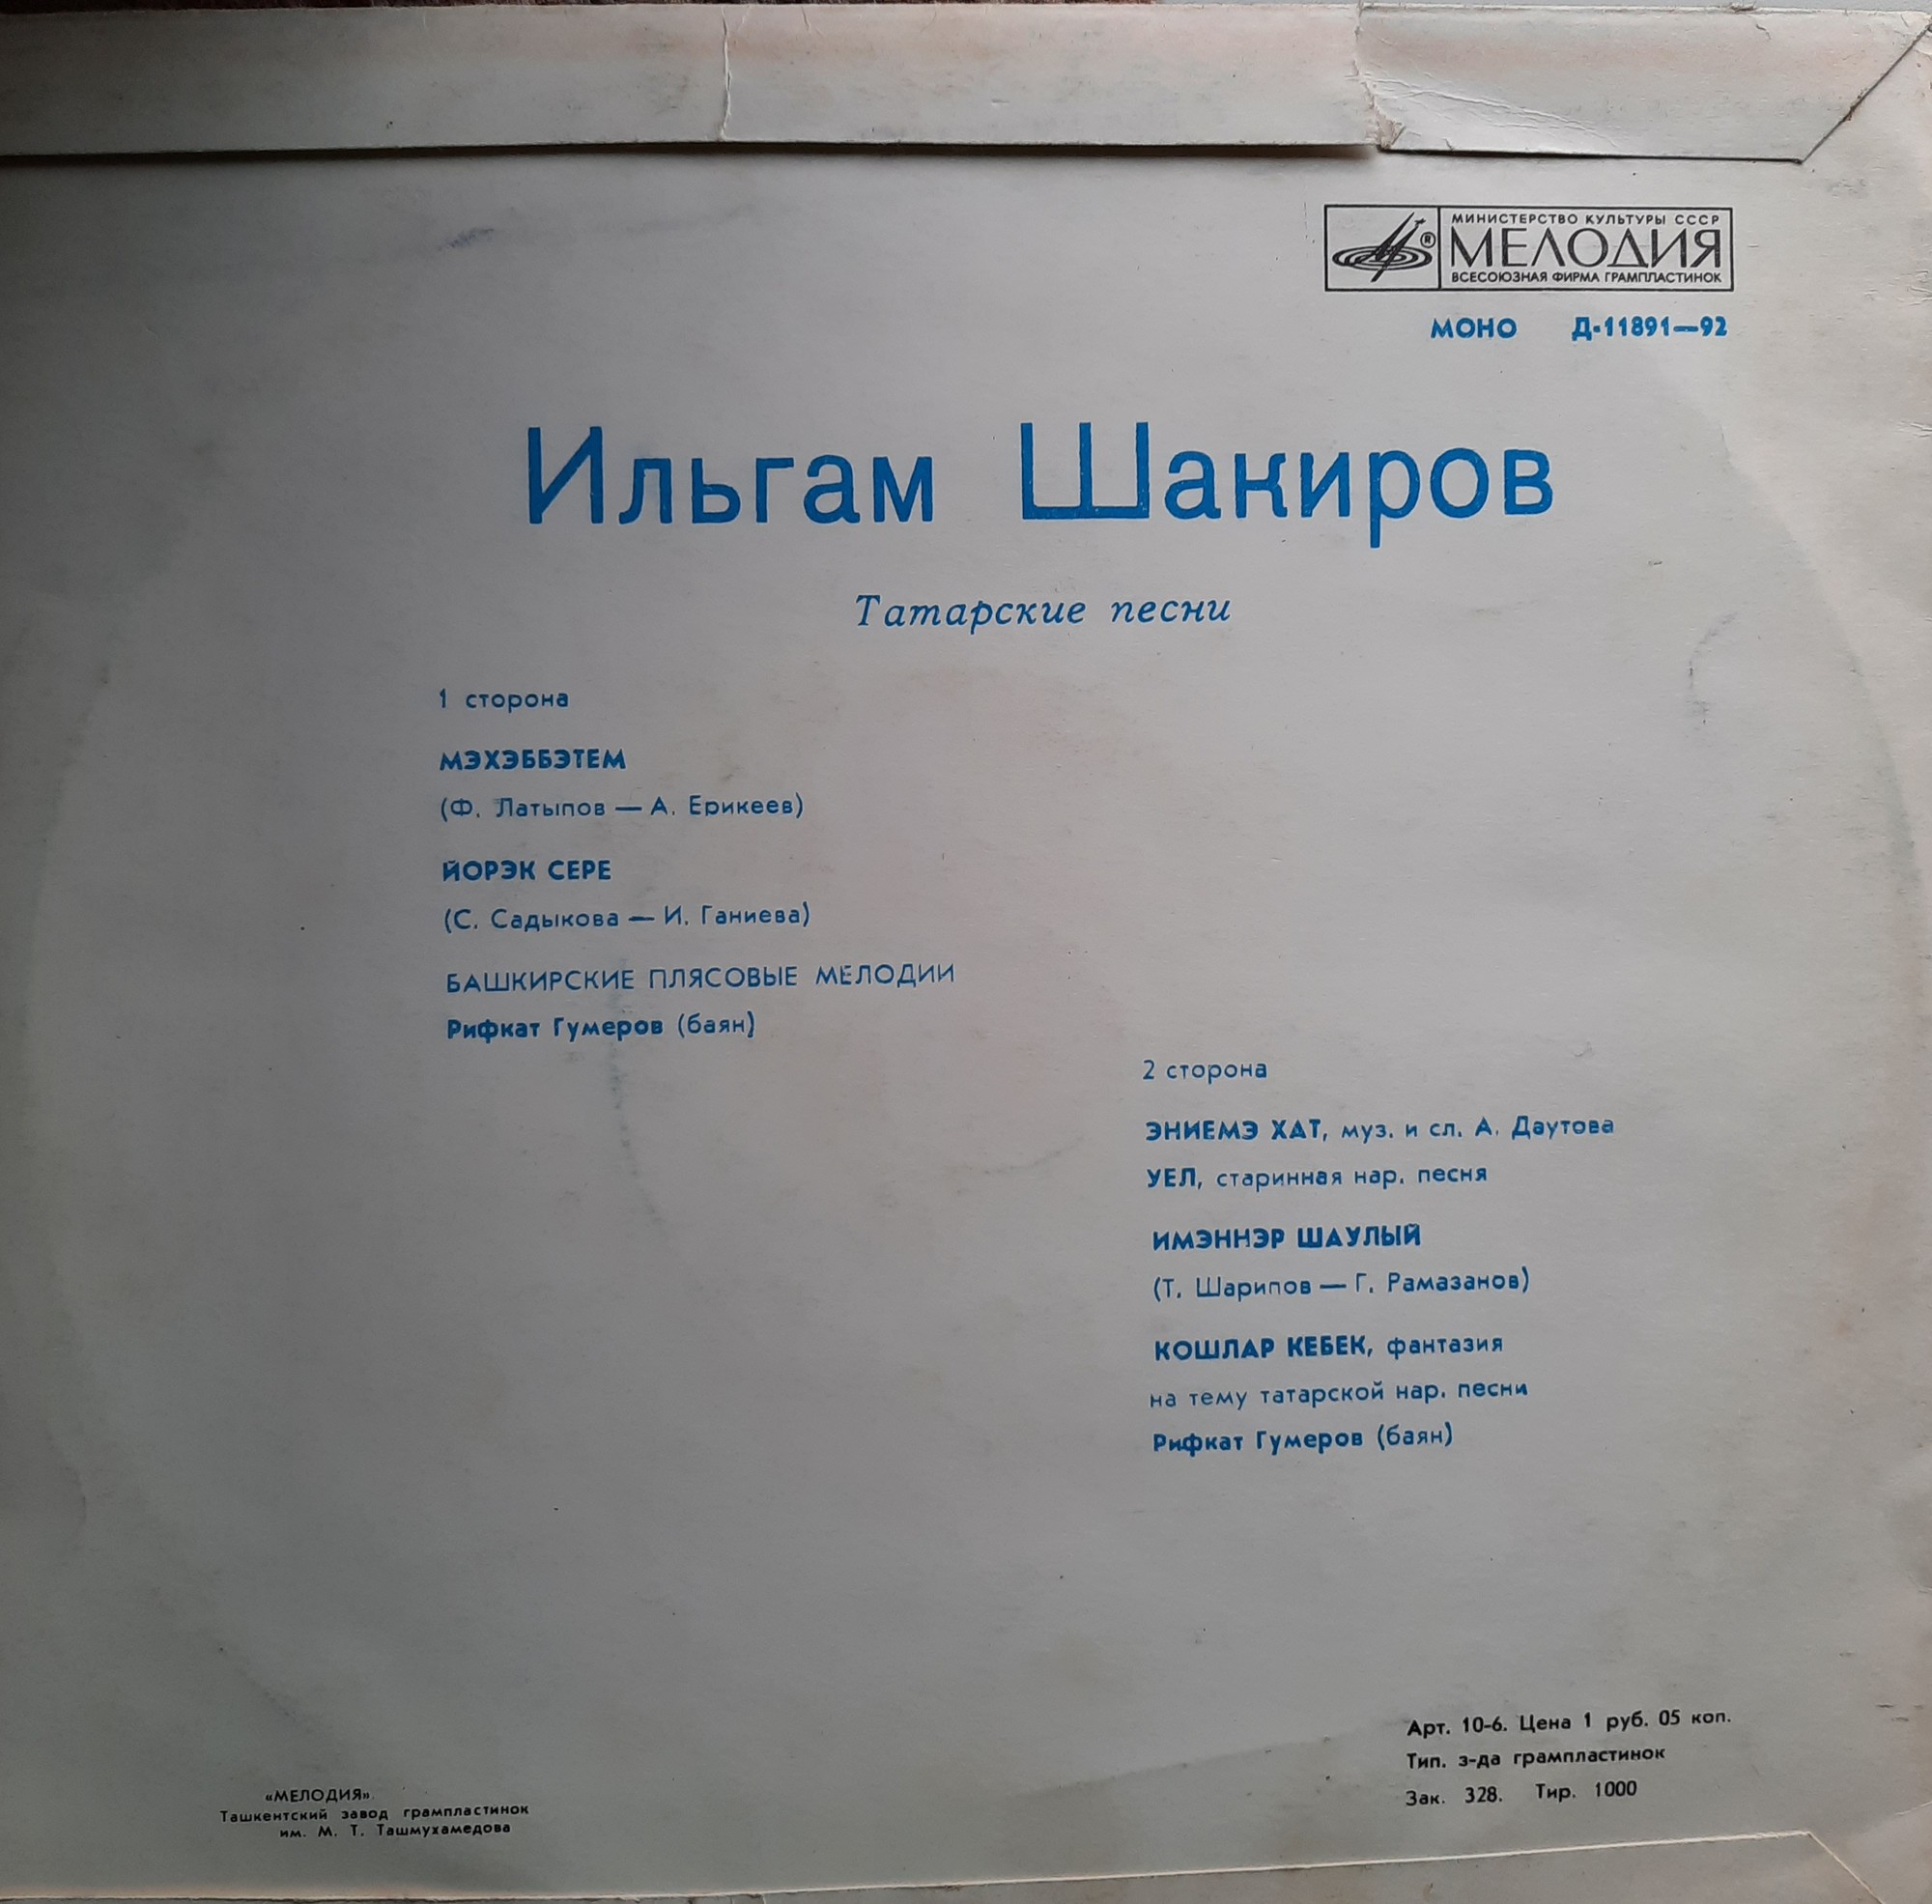 МИНИСТЕРСТВО КУЛЬТУРЫ СССР
МЕЛОДИЯ
ВСЕСОЮЗНАЯ ФИРМА ГРАМПЛАСТИНОК
®
МОНО Д-11891—92
Ильгам Шакиров
Татарские песни
1 сторона
МЭХЭББЭТЕМ
(Ф. Латыпов — А. Ерикеев)
ЙОРЭК СЕРЕ
(С. Садыкова — И. Ганиева)
БАШКИРСКИЕ ПЛЯСОВЫЕ МЕЛОДИИ
Рифкат Гумеров (баян)
2 сторона
ЭНИЕМЭ ХАТ, муз. и сл. А. Даутова
УЕЛ, старинная нар. песня
ИМЭННЭР ШАУЛЫЙ
(Т. Шарипов — Г. Рамазанов)
КОШЛАР КЕБЕК, фантазия
на тему татарской нар. песни
Рифкат Гумеров (баян)
Арт. 10-6. Цена 1 руб. 05 коп.
Тип. з-да грампластинок
Зак. 328. Тир. 1000
«МЕЛОДИЯ».
Ташкентский завод грампластинок
им. М. Т. Ташмухамедова